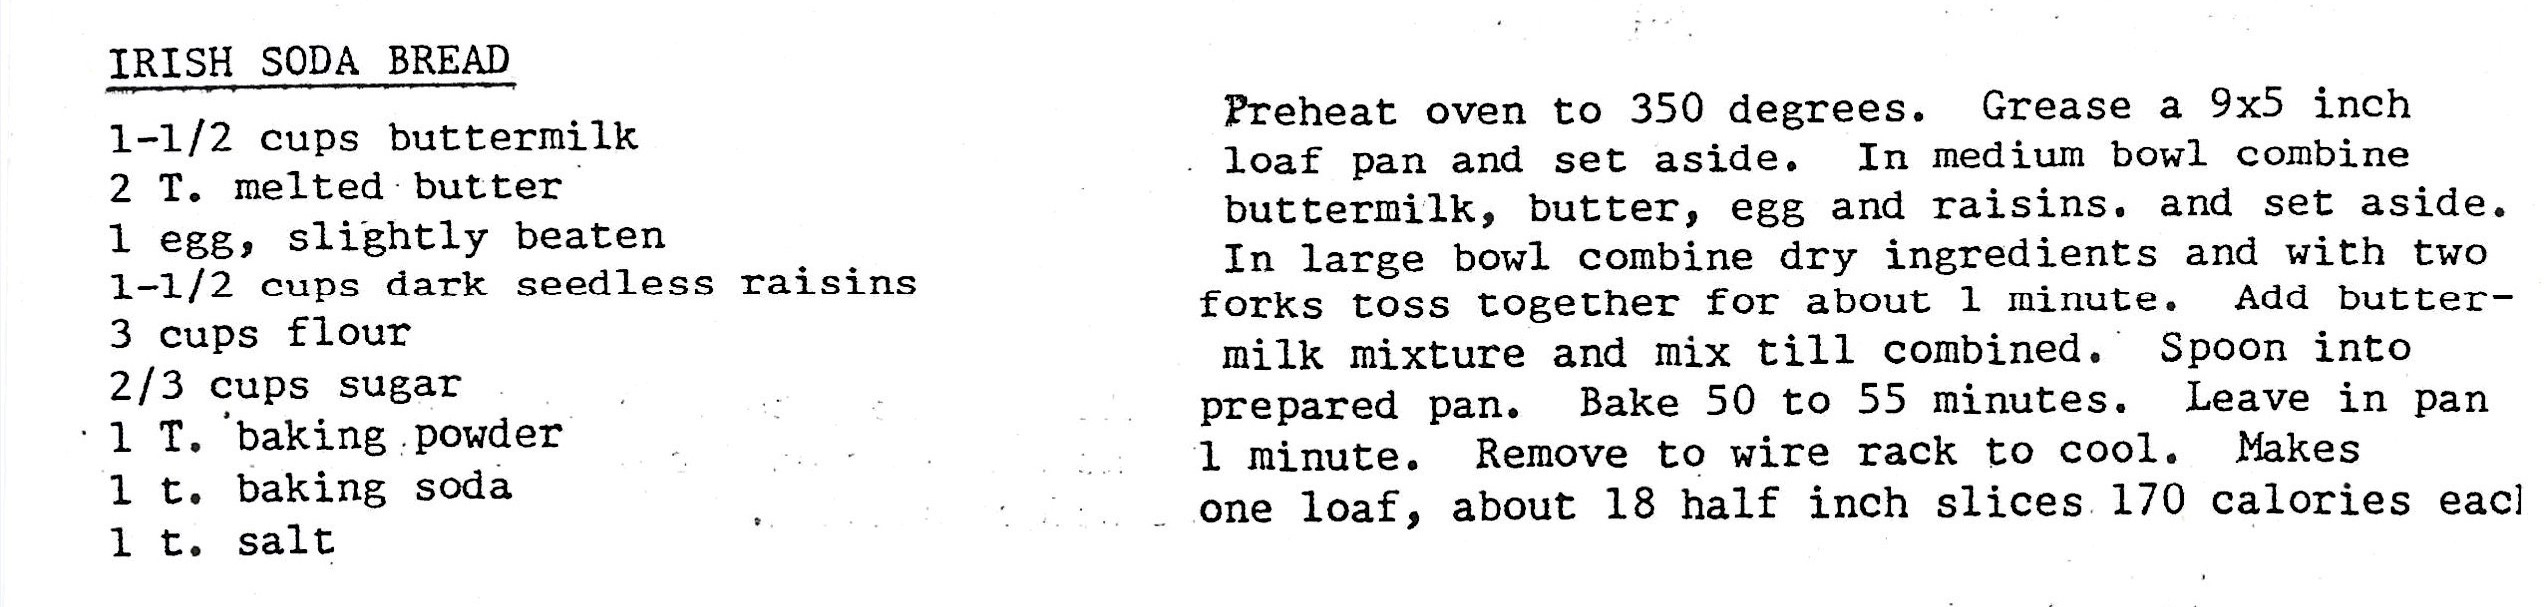 IRISH SODA BREAD
1-1/2 cups buttermilk
2 T. melted butter
1 egg, slightly beaten
1-1/2 cups dark seedless raisins
3 cups flour
2/3 cups sugar
1 T. baking powder
1 t. baking soda
1 t. salt
Preheat oven to 350 degrees. Grease a 9x5 inch
loaf pan and set aside. In medium bowl combine
buttermilk, butter, egg and raisins. and set aside.
In large bowl combine dry ingredients and with two
forks toss together for about 1 minute. Add butter-
milk mixture and mix till combined. Spoon into
prepared pan. Bake 50 to 55 minutes. Leave in pan
1 minute. Remove to wire rack to cool. Makes
one loaf, about 18 half inch slices 170 calories each